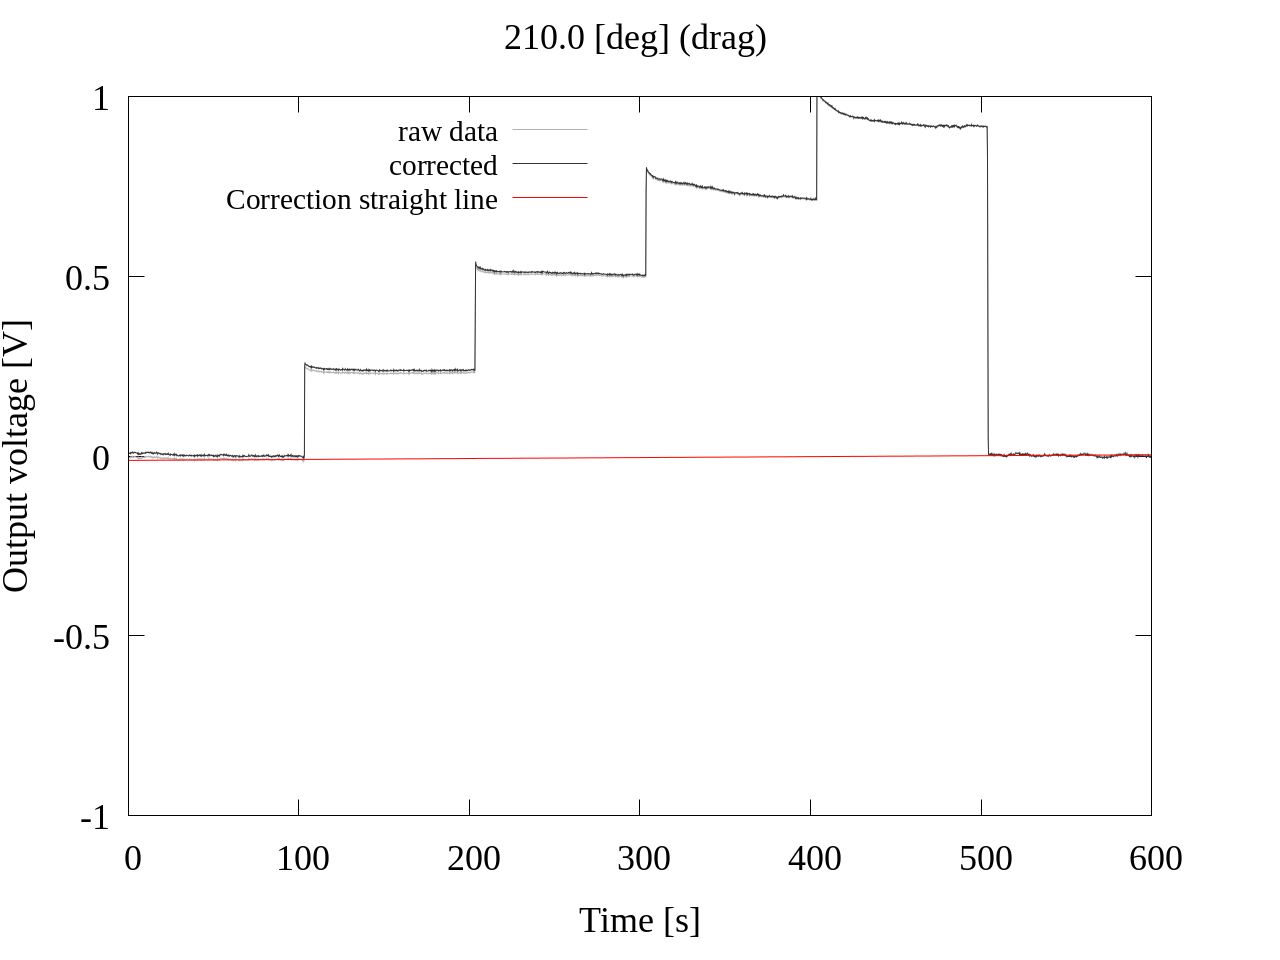 210.0 [deg] (drag)
1
raw data
corrected
Correction straight line
0.5
0
-0.5
-1
Output voltage [V]
0 100 200 300 400 500 600
Time [s]